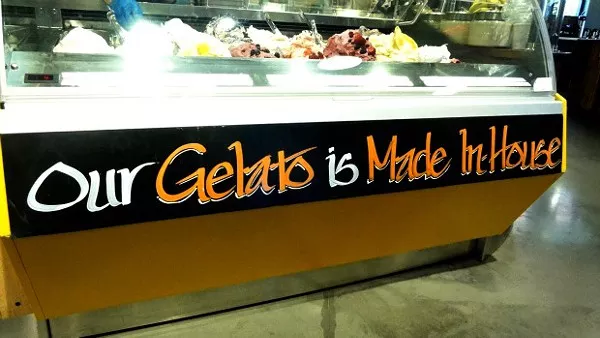 Our Gelato is Made In-House